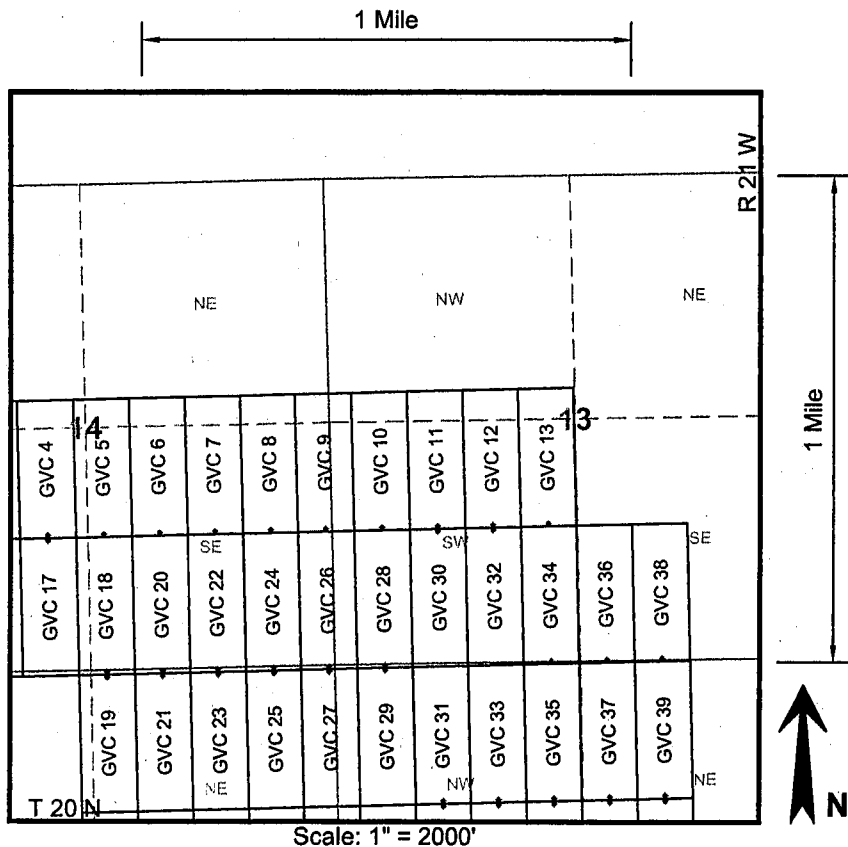 1 Mile
R 21 W
NE
NW
NE
1 Mile
14
13
GVC 4
GVC 5
GVC 6
GVC 7
GVC 8
GVC 9
GVC 10
GVC 11
GVC 12
GVC 13
SE
SW
SE
GVC 17
GVC 18
GVC 20
GVC 22
GVC 24
GVC 26
GVC 28
GVC 30
GVC 32
GVC 34
GVC 36
GVC 38
GVC 19
GVC 21
GVC 23
GVC 25
GVC 27
GVC 29
GVC 31
GVC 33
GVC 35
GVC 37
GVC 39
NE
NW
NE
T 20 N
N
Scale: 1" = 2000'